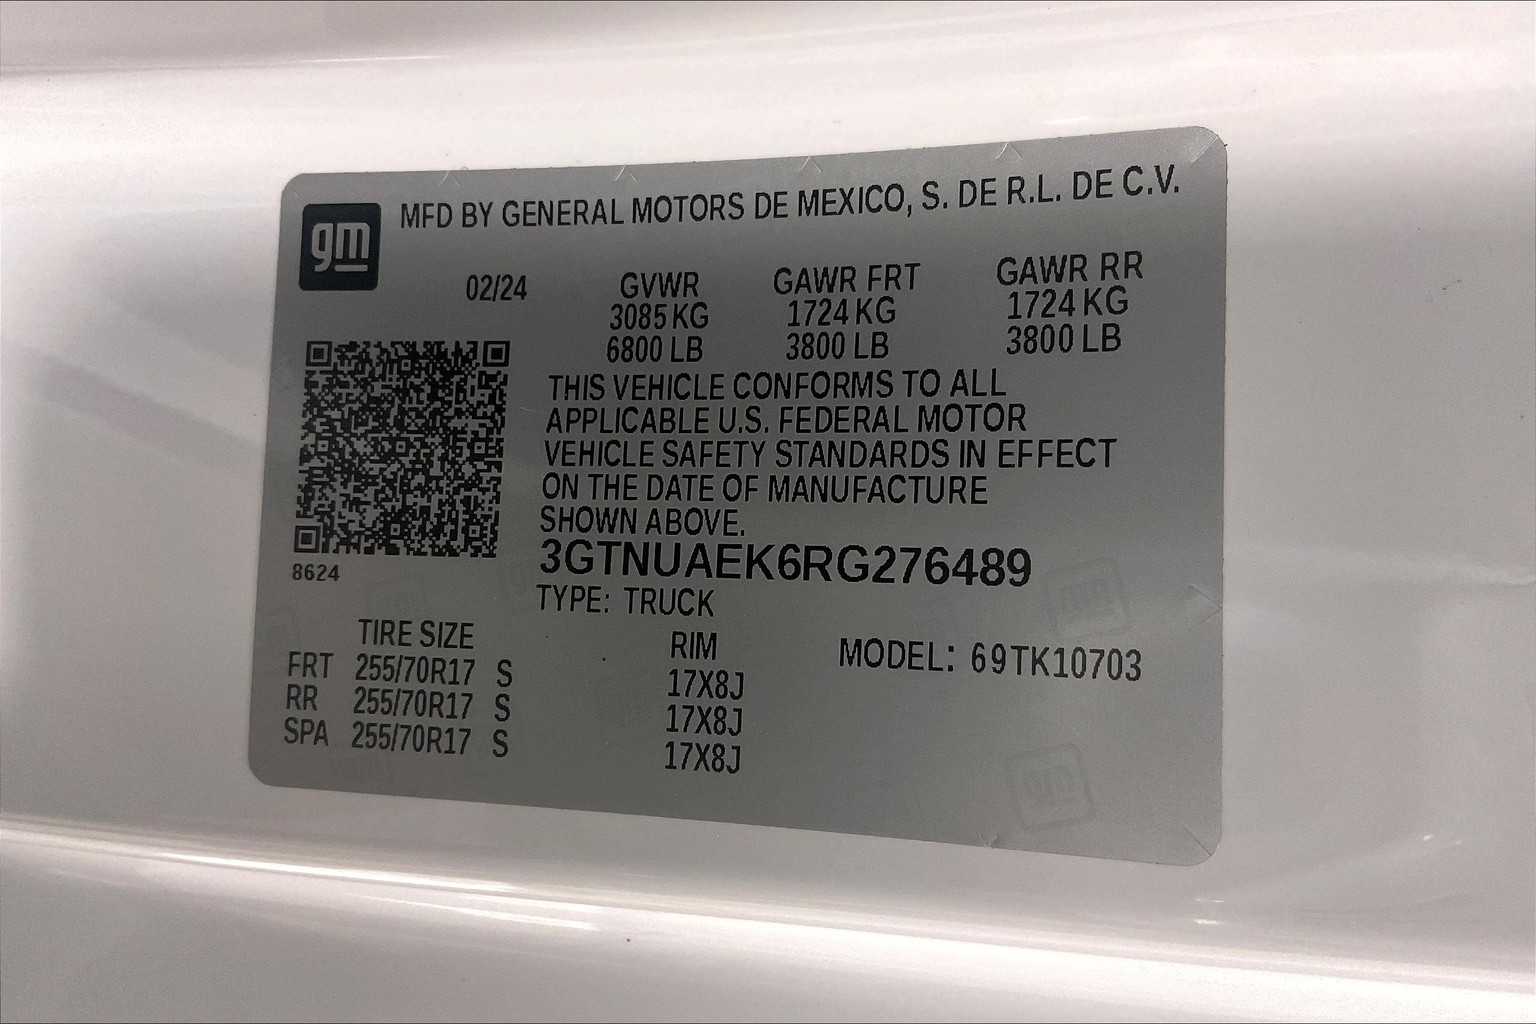 gm
MFD BY GENERAL MOTORS DE MEXICO, S. DE R.L. DE C.V.
02/24 GVWR GAWR FRT GAWR RR
3085 KG 1724 KG 1724 KG
6800 LB 3800 LB 3800 LB
THIS VEHICLE CONFORMS TO ALL
APPLICABLE U.S. FEDERAL MOTOR
VEHICLE SAFETY STANDARDS IN EFFECT
ON THE DATE OF MANUFACTURE
SHOWN ABOVE.
3GTNUAEK6RG276489
8624
TYPE: TRUCK
TIRE SIZE RIM MODEL: 69TK10703
FRT 255/70R17 S 17X8J
RR 255/70R17 S 17X8J
SPA 255/70R17 S 17X8J